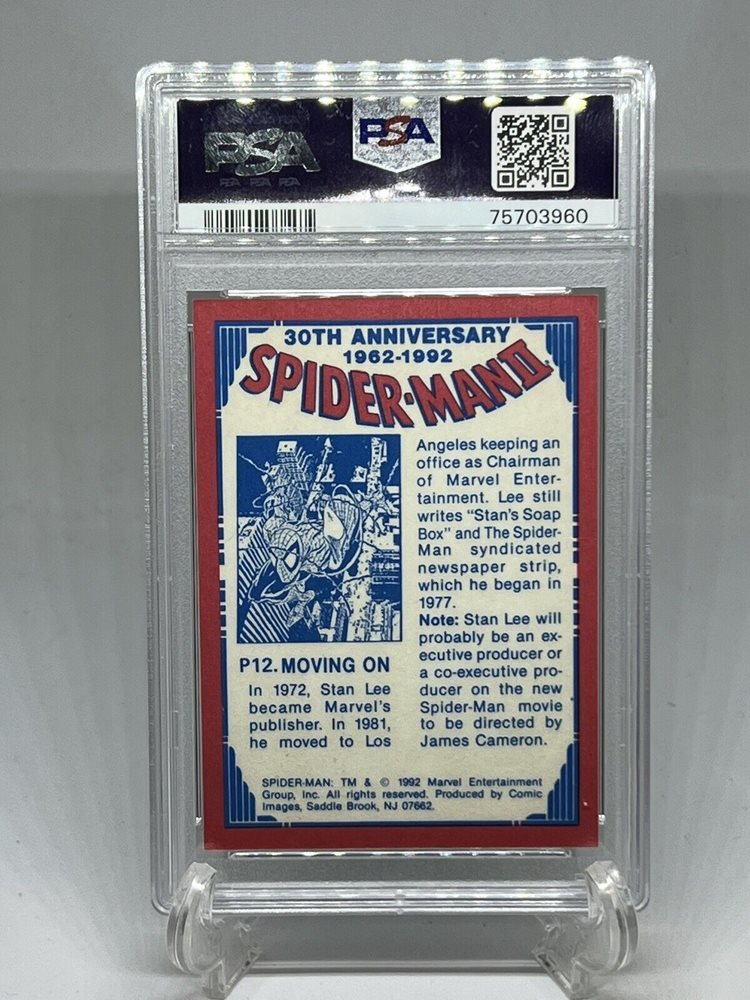 PSA
PSA
PSA PSA PSA
75703960
30TH ANNIVERSARY
1962-1992
SPIDER-MAN II
P12. MOVING ON
In 1972, Stan Lee
became Marvel's
publisher. In 1981,
he moved to Los
Angeles keeping an
office as Chairman
of Marvel Enter-
tainment. Lee still
writes "Stan's Soap
Box" and The Spider-
Man syndicated
newspaper strip,
which he began in
1977.
Note: Stan Lee will
probably be an ex-
ecutive producer or
a co-executive pro-
ducer on the new
Spider-Man movie
to be directed by
James Cameron.
SPIDER-MAN: TM & © 1992 Marvel Entertainment
Group, Inc. All rights reserved. Produced by Comic
Images, Saddle Brook, NJ 07662.